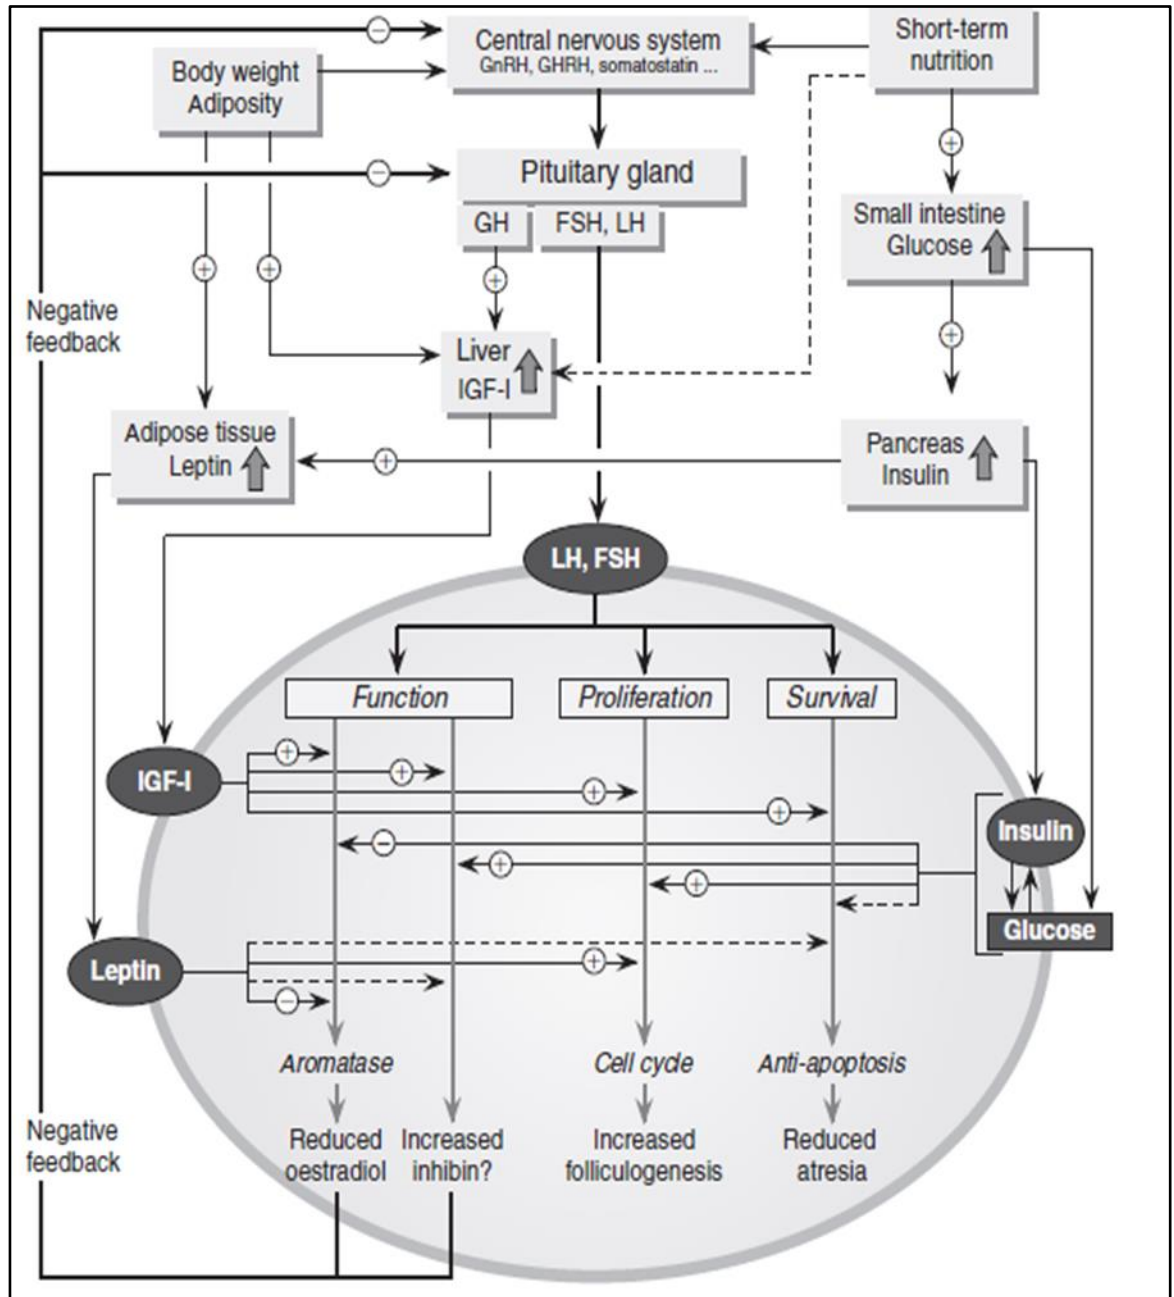 Central nervous system
GnRH, GHRH, somatostatin ...
Short-term
nutrition
Body weight
Adiposity
Pituitary gland
GH
FSH, LH
Small intestine
Glucose
Negative
feedback
Liver
IGF-I
Adipose tissue
Leptin
Pancreas
Insulin
LH, FSH
Function
Proliferation
Survival
IGF-I
Insulin
Glucose
Leptin
Aromatase
Cell cycle
Anti-apoptosis
Negative
feedback
Reduced
oestradiol
Increased
inhibin?
Increased
folliculogenesis
Reduced
atresia